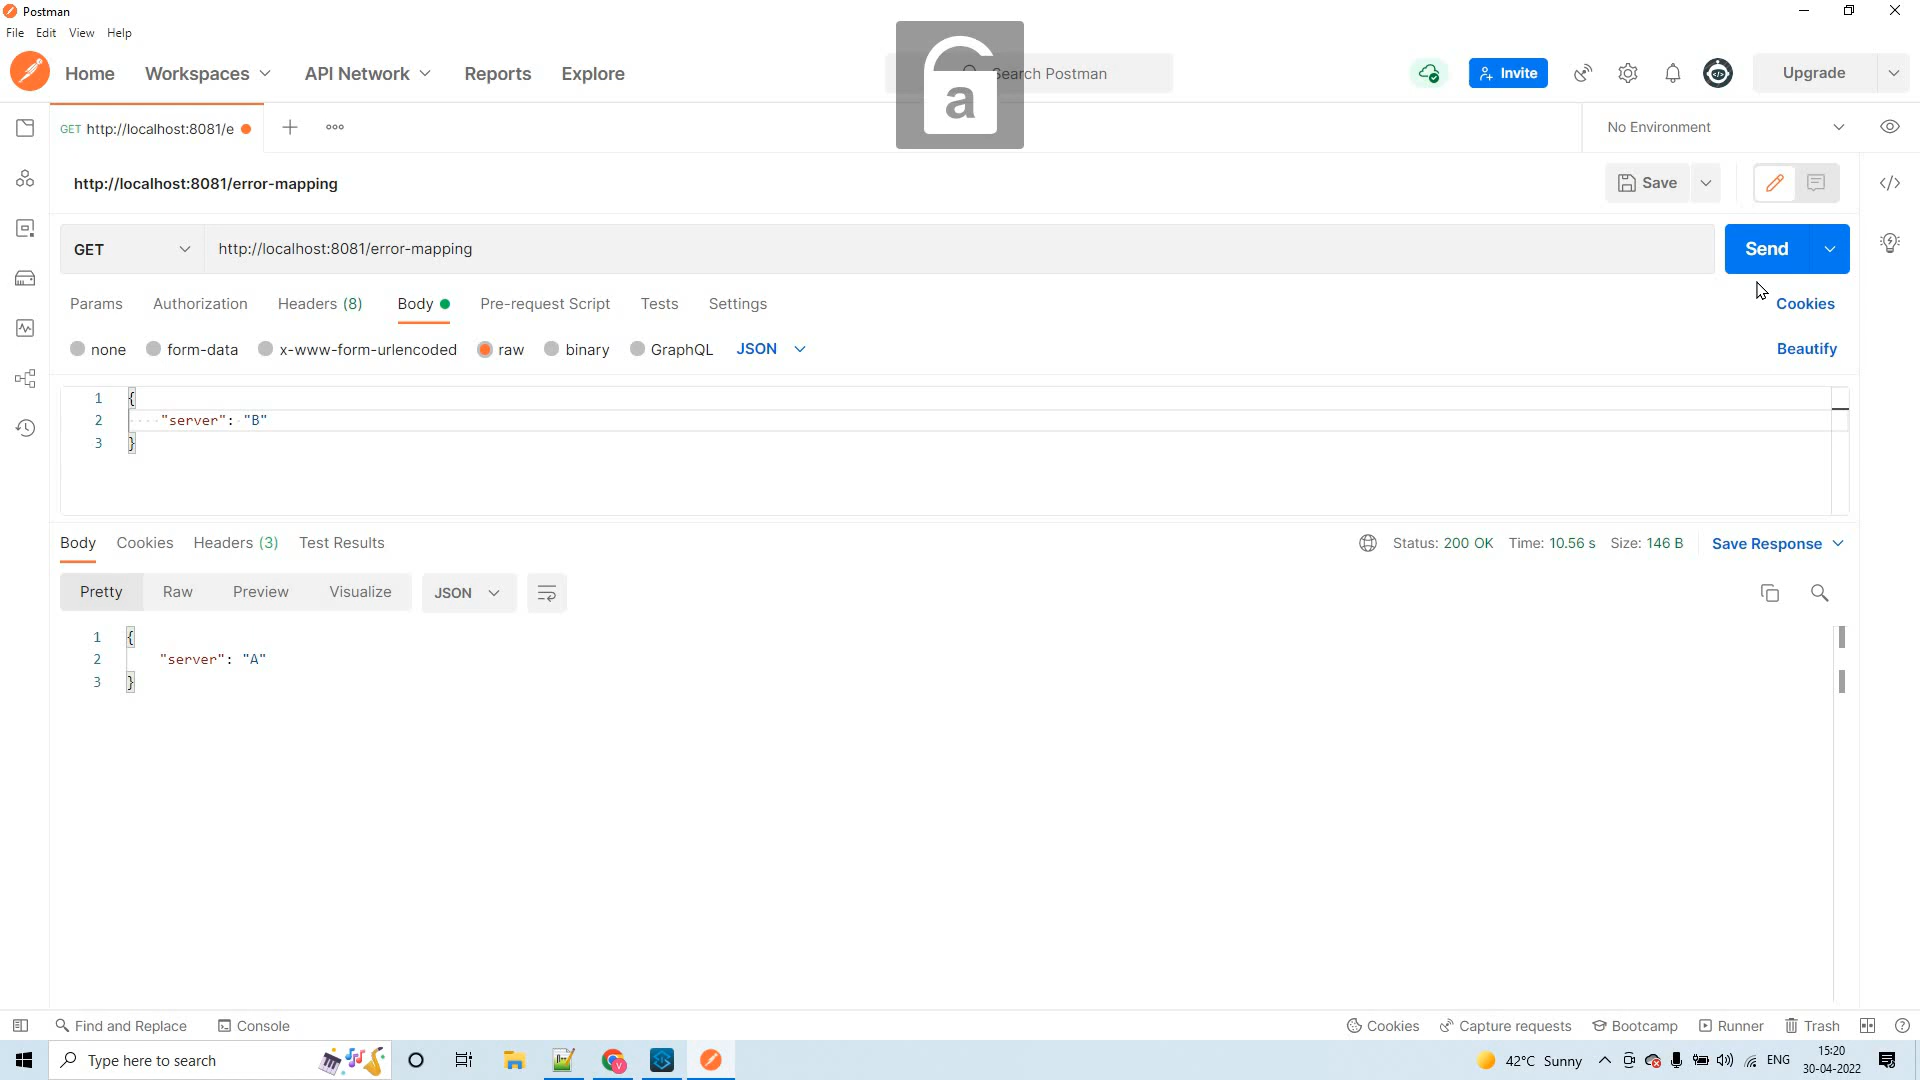 Postman
File Edit View Help
Home Workspaces API Network Reports Explore
a
Search Postman
Invite
Upgrade
GET http://localhost:8081/e
No Environment
http://localhost:8081/error-mapping
Save
GET http://localhost:8081/error-mapping
Send
Params Authorization Headers (8) Body Pre-request Script Tests Settings
Cookies
none form-data x-www-form-urlencoded raw binary GraphQL JSON
Beautify
1 {
2 "server": "B"
3 }
Body Cookies Headers (3) Test Results
Status: 200 OK Time: 10.56 s Size: 146 B Save Response
Pretty Raw Preview Visualize JSON
1 {
2 "server": "A"
3 }
Find and Replace Console
Cookies Capture requests Bootcamp Runner Trash
Type here to search
42°C Sunny
ENG
15:20
30-04-2022